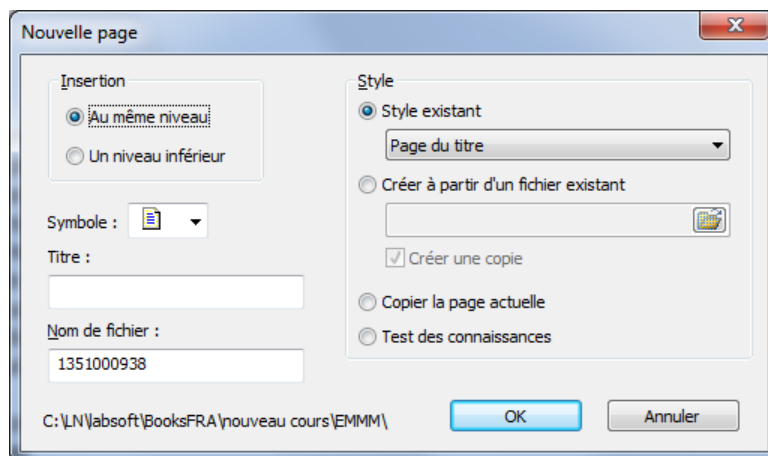 Nouvelle page
Insertion
Au même niveau
Un niveau inférieur
Symbole :
Titre :
Nom de fichier :
1351000938
Style
Style existant
Page du titre
Créer à partir d'un fichier existant
Créer une copie
Copier la page actuelle
Test des connaissances
C:\LN\labsoft\BooksFRA\nouveau cours\EMMM\
OK
Annuler